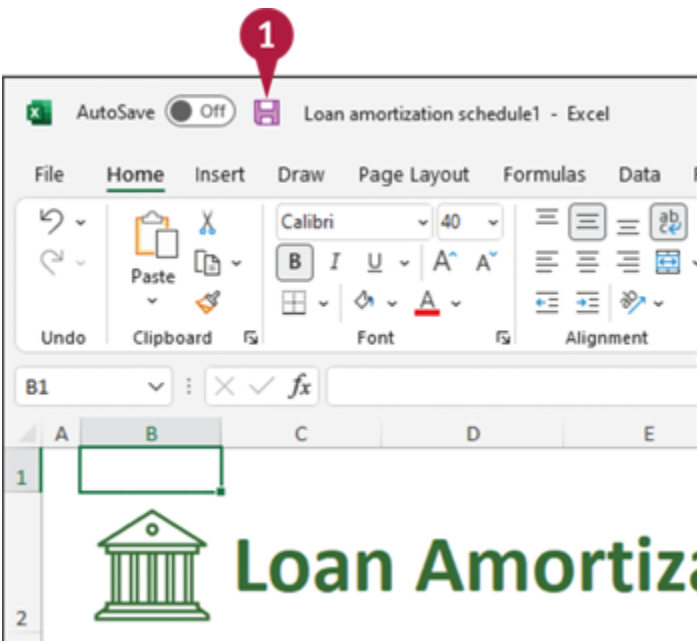 1
AutoSave Off Loan amortization schedule1 - Excel
File Home Insert Draw Page Layout Formulas Data
Calibri 40 ab
Paste B I U A A
A
Undo Clipboard Font Alignment
B1 fx
A B C D E
1
Loan Amortiza
2